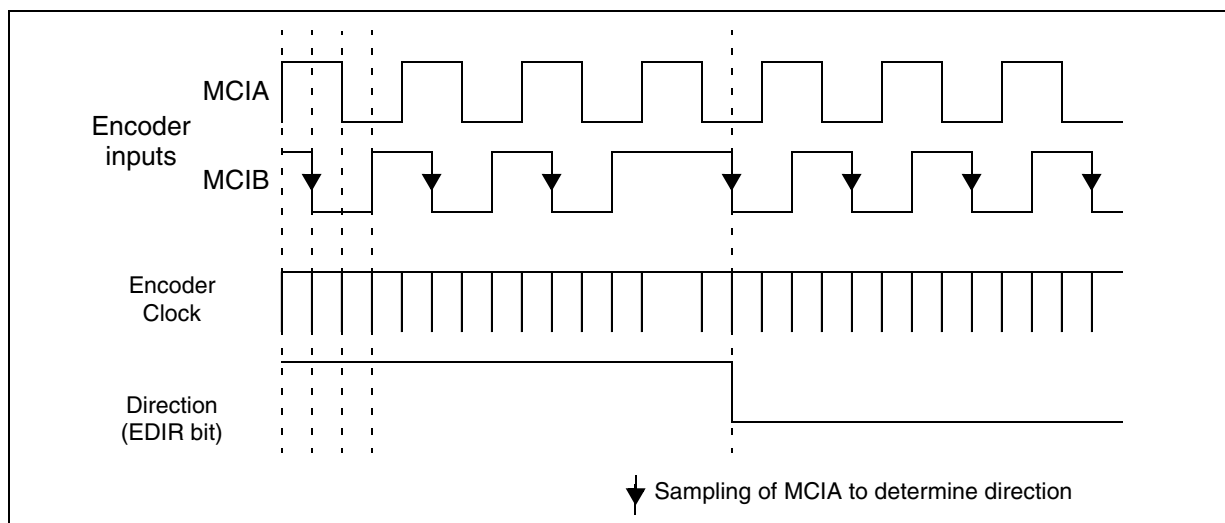 MCIA
Encoder
inputs
MCIB
Encoder
Clock
Direction
(EDIR bit)
Sampling of MCIA to determine direction